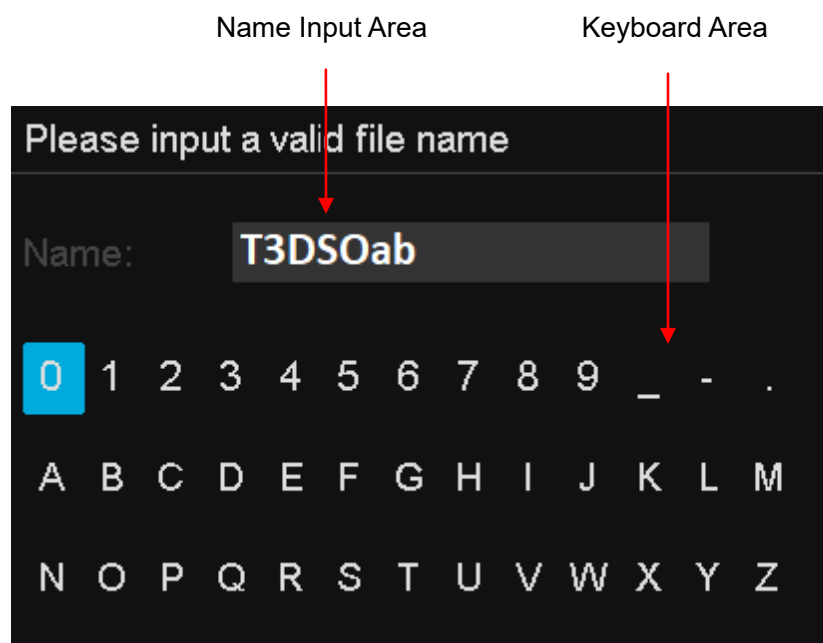 Name Input Area Keyboard Area
Please input a valid file name
Name: T3DSOab
0 1 2 3 4 5 6 7 8 9 _ - .
A B C D E F G H I J K L M
N O P Q R S T U V W X Y Z